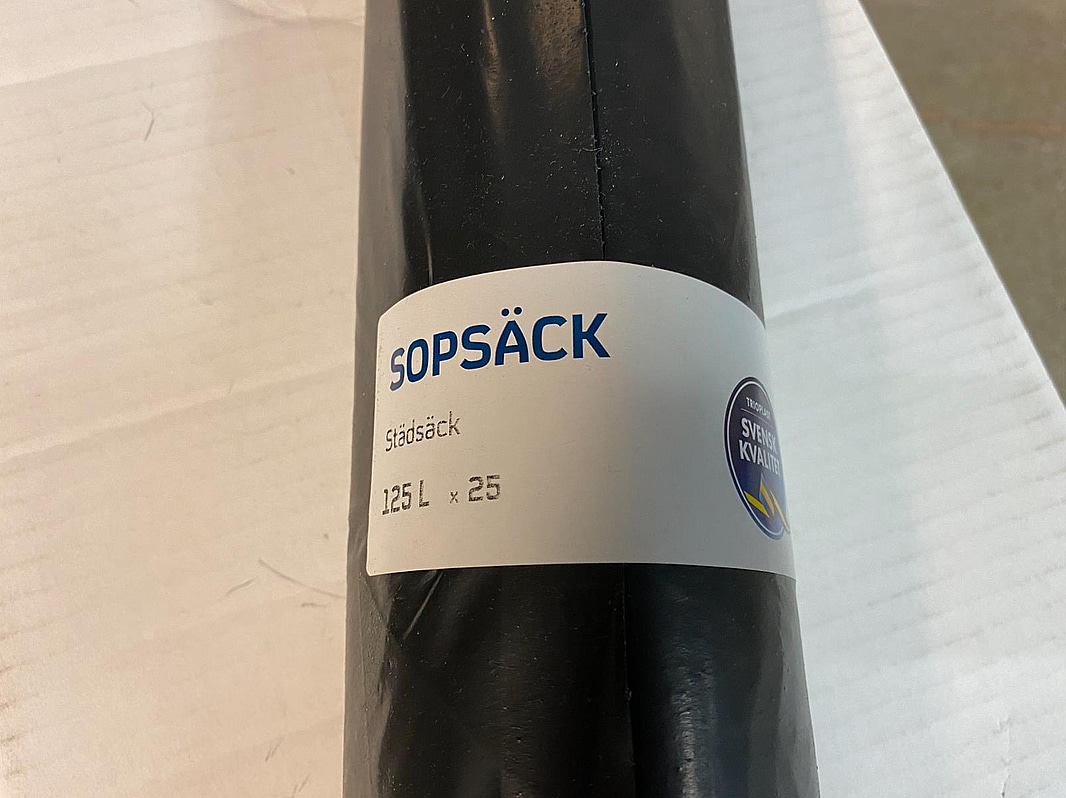 SOPSÄCK
Städsäck
125 L x 25
SVENSK
KVALITET